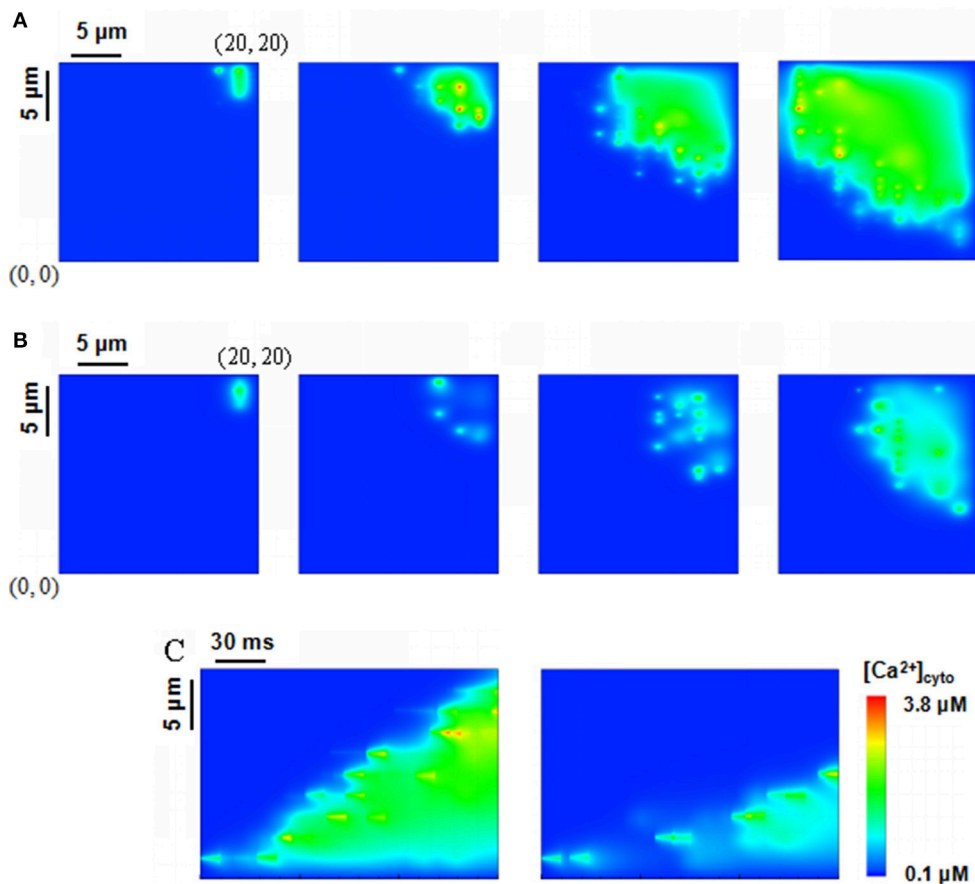 A
5 µm
(20, 20)
5 µm
(0, 0)
B
5 µm
(20, 20)
5 µm
(0, 0)
C
30 ms
5 µm
[Ca2+]cyto
3.8 µM
0.1 µM